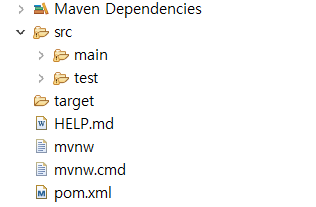 Maven Dependencies
src
main
test
target
HELP.md
mvnw
mvnw.cmd
pom.xml